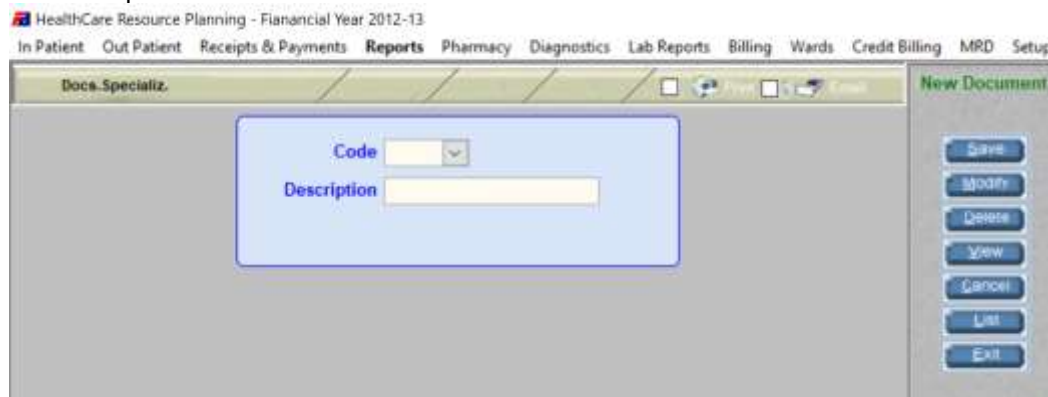 HealthCare Resource Planning - Fianancial Year 2012-13
In Patient Out Patient Receipts & Payments Reports Pharmacy Diagnostics Lab Reports Billing Wards Credit Billing MRD Setup
Docs.Specializ.
New Document
Code
Description
Save
Modify
Delete
View
Cancel
List
Exit